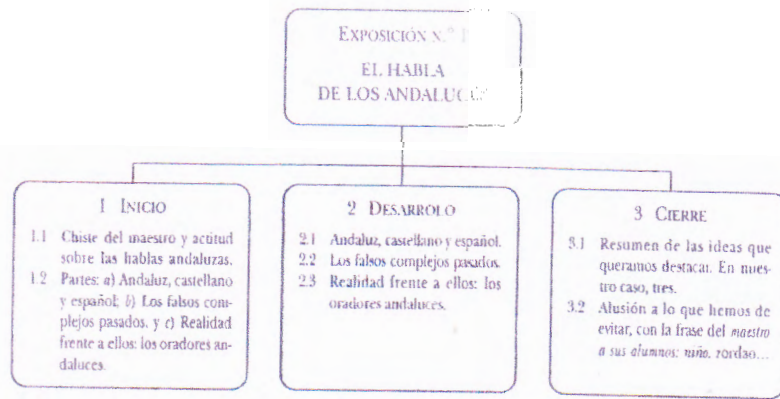 EXPOSICIÓN N.º
EL HABLA
DE LOS
1 INICIO
1.1 Chiste del maestro y actitud
sobre las hablas andaluzas.
1.2 Partes: a) Andaluz, castellano
y español; b) Los falsos com-
plejos pasados, y c) Realidad
frente a ellos: los oradores an-
daluces.
2 DESARROLO
2.1 Andaluz, castellano y español.
2.2 Los falsos complejos pasados.
2.3 Realidad frente a ellos: los
oradores andaluces.
3 CIERRE
3.1 Resumen de las ideas que
queramos destacar. En nues-
tro caso, tres.
3.2 Alusión a lo que hemos de
evitar, con la frase del maestro
a sus alumnos: niño, zordao...